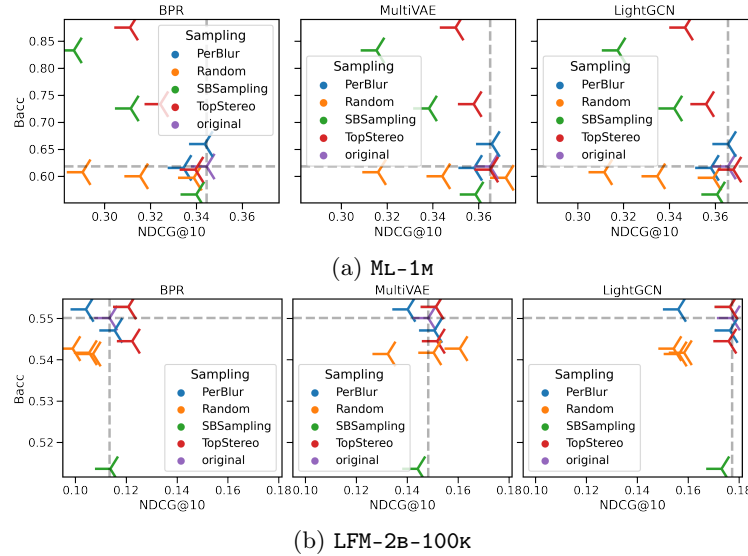 BPR
MultiVAE
LightGCN
Bacc
0.85
0.80
0.75
0.70
0.65
0.60
Sampling
PerBlur
Random
SBSampling
TopStereo
original
Sampling
PerBlur
Random
SBSampling
TopStereo
original
Sampling
PerBlur
Random
SBSampling
TopStereo
original
0.30 0.32 0.34 0.36
0.30 0.32 0.34 0.36
0.30 0.32 0.34 0.36
NDCG@10
NDCG@10
NDCG@10
(a) ML-1M
BPR
MultiVAE
LightGCN
Bacc
0.55
0.54
0.53
0.52
Sampling
PerBlur
Random
SBSampling
TopStereo
original
Sampling
PerBlur
Random
SBSampling
TopStereo
original
Sampling
PerBlur
Random
SBSampling
TopStereo
original
0.10 0.12 0.14 0.16 0.18
0.10 0.12 0.14 0.16 0.18
0.10 0.12 0.14 0.16 0.18
NDCG@10
NDCG@10
NDCG@10
(b) LFM-2B-100K